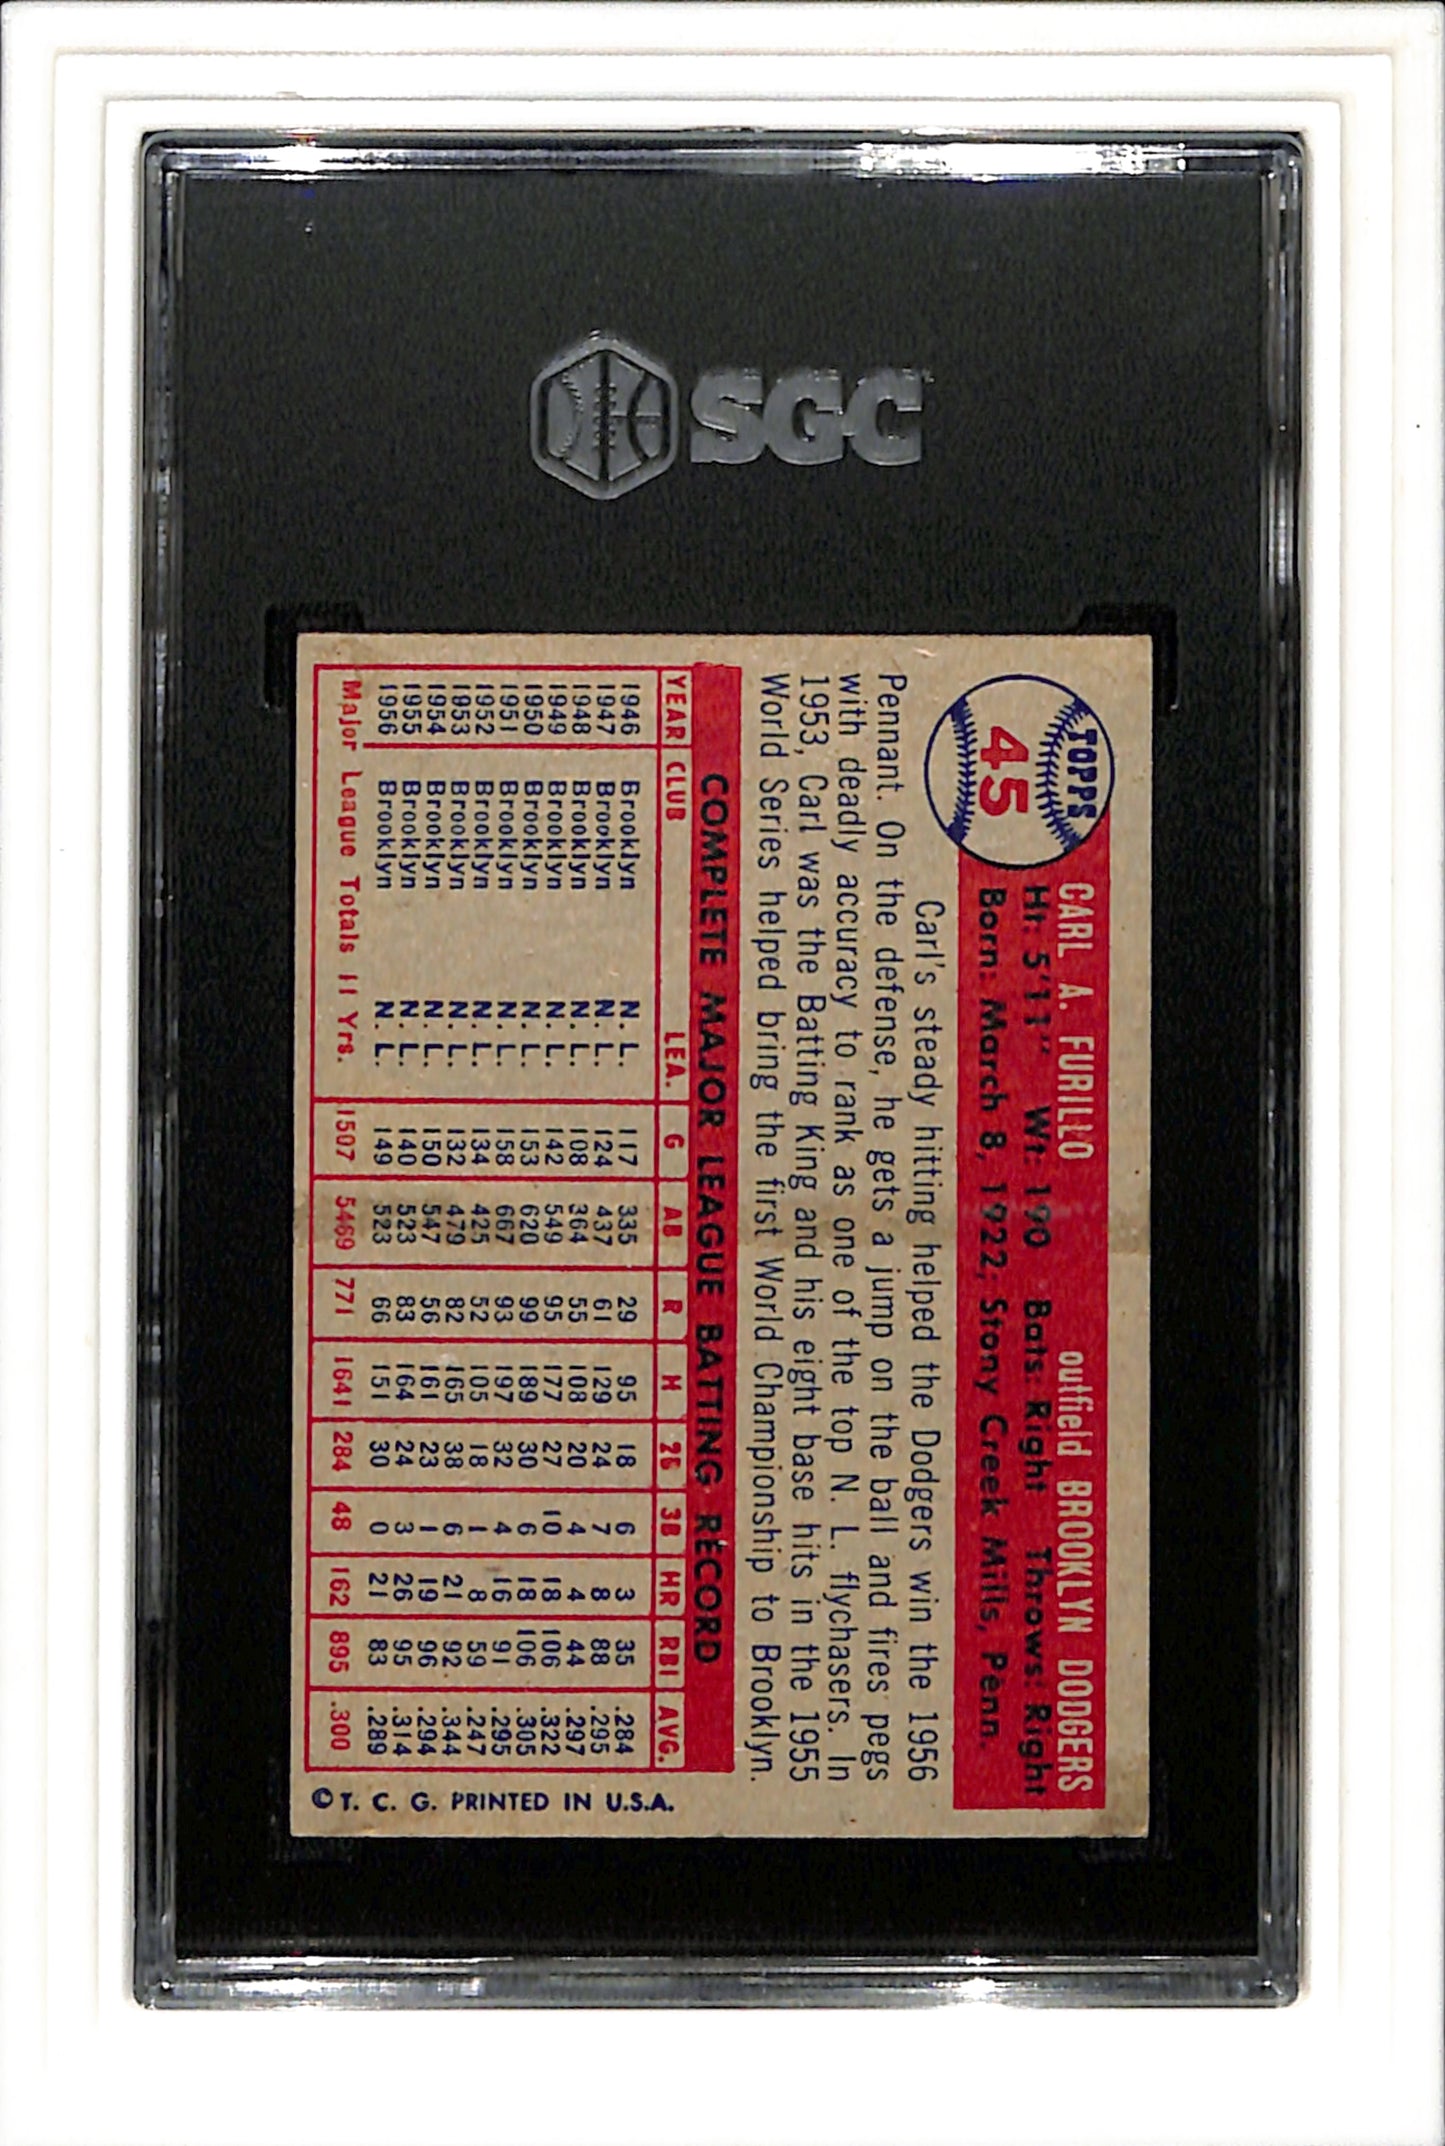 SGC
TOPPS
45
CARL A. FURILLO outfield BROOKLYN DODGERS
Ht: 5'11" Wt: 190 Bats: Right Throws: Right
Born: March 8, 1922; Stony Creek Mills, Penn.
Carl's steady hitting helped the Dodgers win the 1956
Pennant. On the defense, he gets a jump on the ball and fires pegs
with deadly accuracy to rank as one of the top N. L. flychasers. In
1953, Carl was the Batting King and his eight base hits in the 1955
World Series helped bring the first World Championship to Brooklyn.
COMPLETE MAJOR LEAGUE BATTING RECORD
YEAR CLUB LEA. G AB R H 2B 3B HR RBI AVG.
1946 Brooklyn N. L. 117 335 29 95 18 6 3 35 .284
1947 Brooklyn N. L. 124 437 61 129 24 7 8 88 .295
1948 Brooklyn N. L. 108 364 55 108 20 4 4 44 .297
1949 Brooklyn N. L. 142 549 95 177 27 10 18 106 .322
1950 Brooklyn N. L. 153 620 99 189 30 6 18 106 .305
1951 Brooklyn N. L. 158 667 93 197 32 4 16 91 .295
1952 Brooklyn N. L. 134 425 52 105 18 1 8 59 .247
1953 Brooklyn N. L. 132 479 82 165 38 6 21 92 .344
1954 Brooklyn N. L. 150 547 56 161 23 1 19 96 .294
1955 Brooklyn N. L. 140 523 83 164 24 3 26 95 .314
1956 Brooklyn N. L. 149 523 66 151 30 0 21 83 .289
Major League Totals 11 Yrs. 1507 5469 771 1641 284 48 162 895 .300
© T. C. G. PRINTED IN U.S.A.